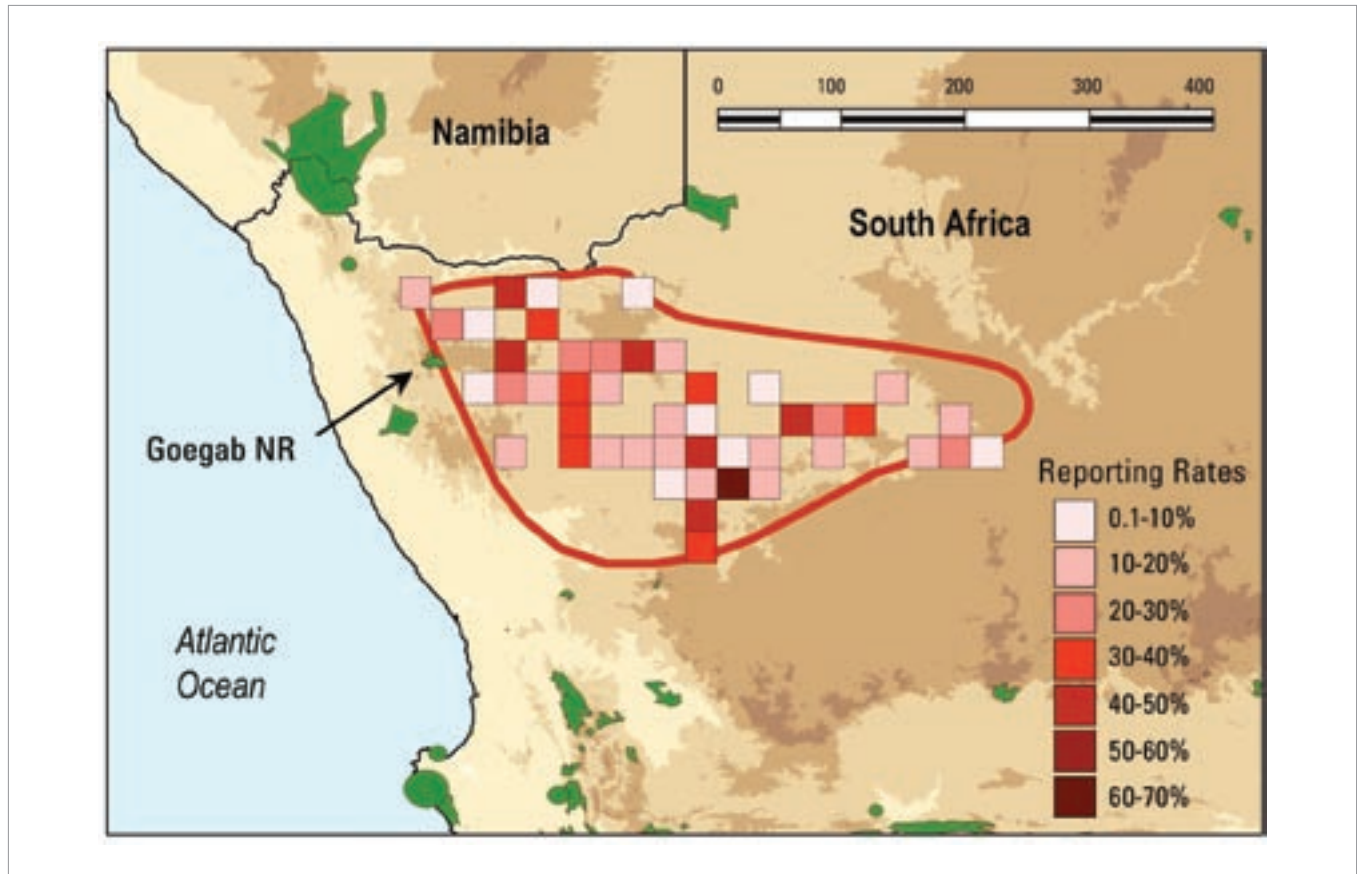 0 100 200 300 400
Namibia
South Africa
Goegab NR
Reporting Rates
0.1-10%
10-20%
20-30%
30-40%
40-50%
50-60%
60-70%
Atlantic
Ocean